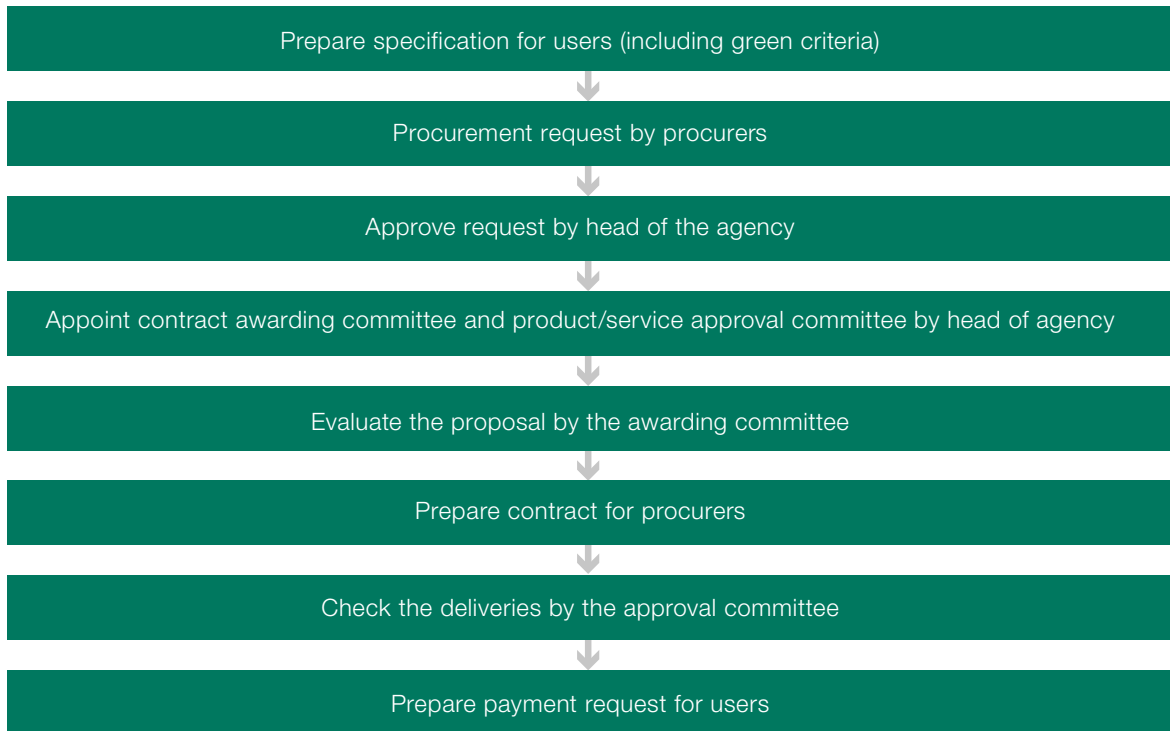 Prepare specification for users (including green criteria)
Procurement request by procurers
Approve request by head of the agency
Appoint contract awarding committee and product/service approval committee by head of agency
Evaluate the proposal by the awarding committee
Prepare contract for procurers
Check the deliveries by the approval committee
Prepare payment request for users